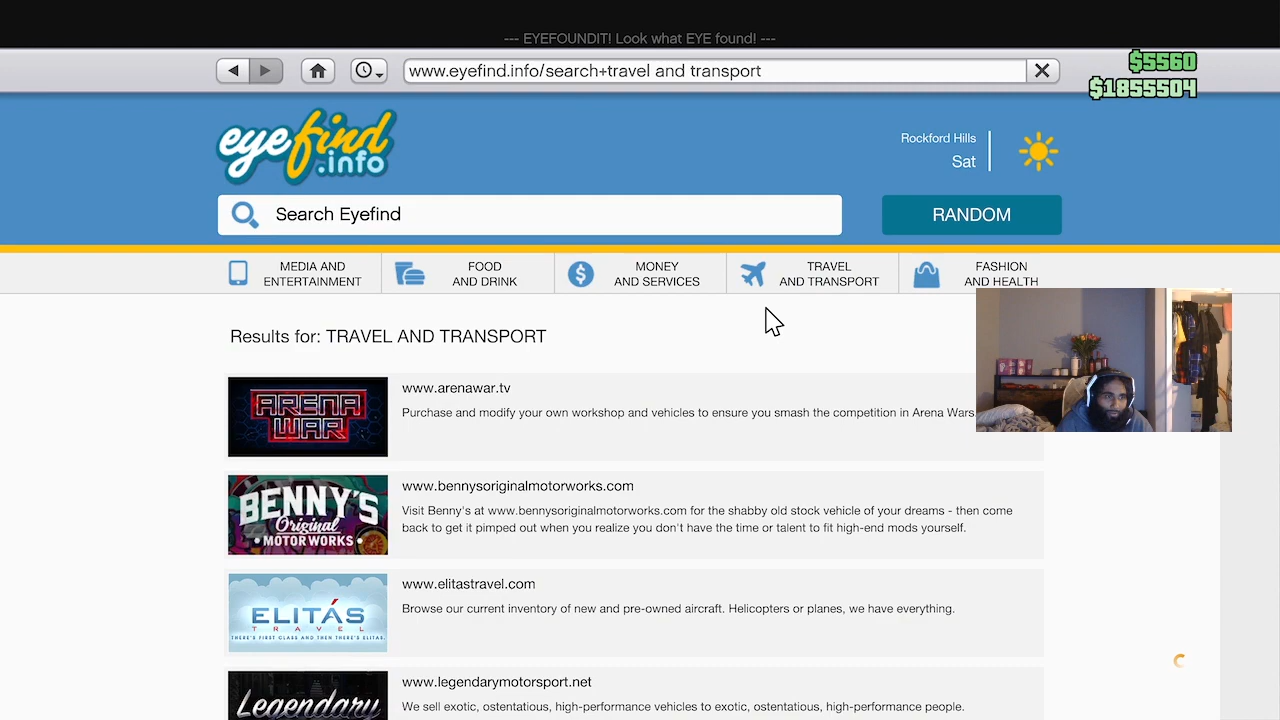 --- EYEFOUNDIT! Look what EYE found! ---
www.eyefind.info/search+travel and transport
$5560
$1855504
eyefind
.info
Rockford Hills
Sat
Search Eyefind
RANDOM
MEDIA AND
ENTERTAINMENT
FOOD
AND DRINK
MONEY
AND SERVICES
TRAVEL
AND TRANSPORT
FASHION
AND HEALTH
Results for: TRAVEL AND TRANSPORT
ARENA
WAR
www.arenawar.tv
Purchase and modify your own workshop and vehicles to ensure you smash the competition in Arena Wars
BENNY'S
Original
MOTOR WORKS
www.bennysoriginalmotorworks.com
Visit Benny's at www.bennysoriginalmotorworks.com for the shabby old stock vehicle of your dreams - then come
back to get it pimped out when you realize you don't have the time or talent to fit high-end mods yourself.
ELITÁS
TRAVEL
THERE'S FIRST CLASS AND THEN THERE'S ELITAS.
www.elitastravel.com
Browse our current inventory of new and pre-owned aircraft. Helicopters or planes, we have everything.
Legendary
www.legendarymotorsport.net
We sell exotic, ostentatious, high-performance vehicles to exotic, ostentatious, high-performance people.